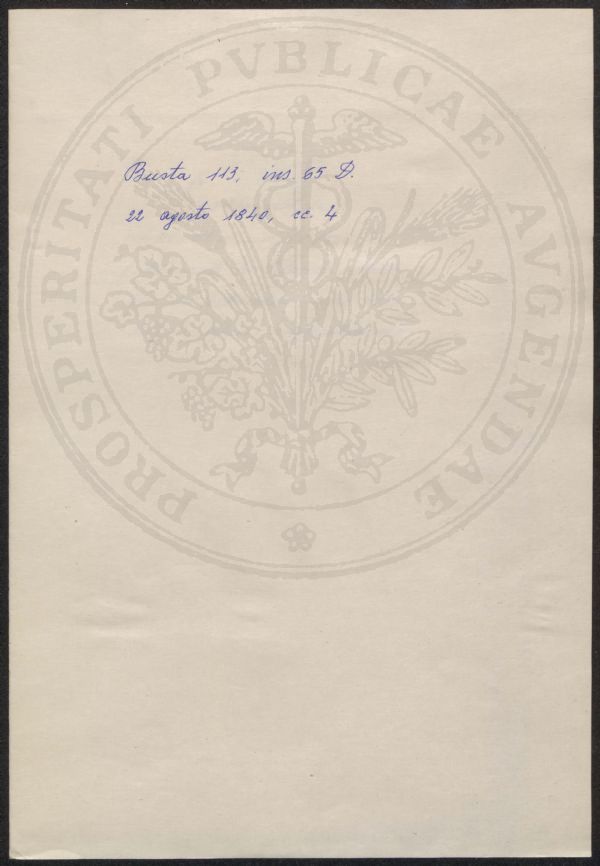 PROSPERITATI PVBLICAE AVGENDAE
Busta 113, ins. 65 D.
22 agosto 1840, cc. 4